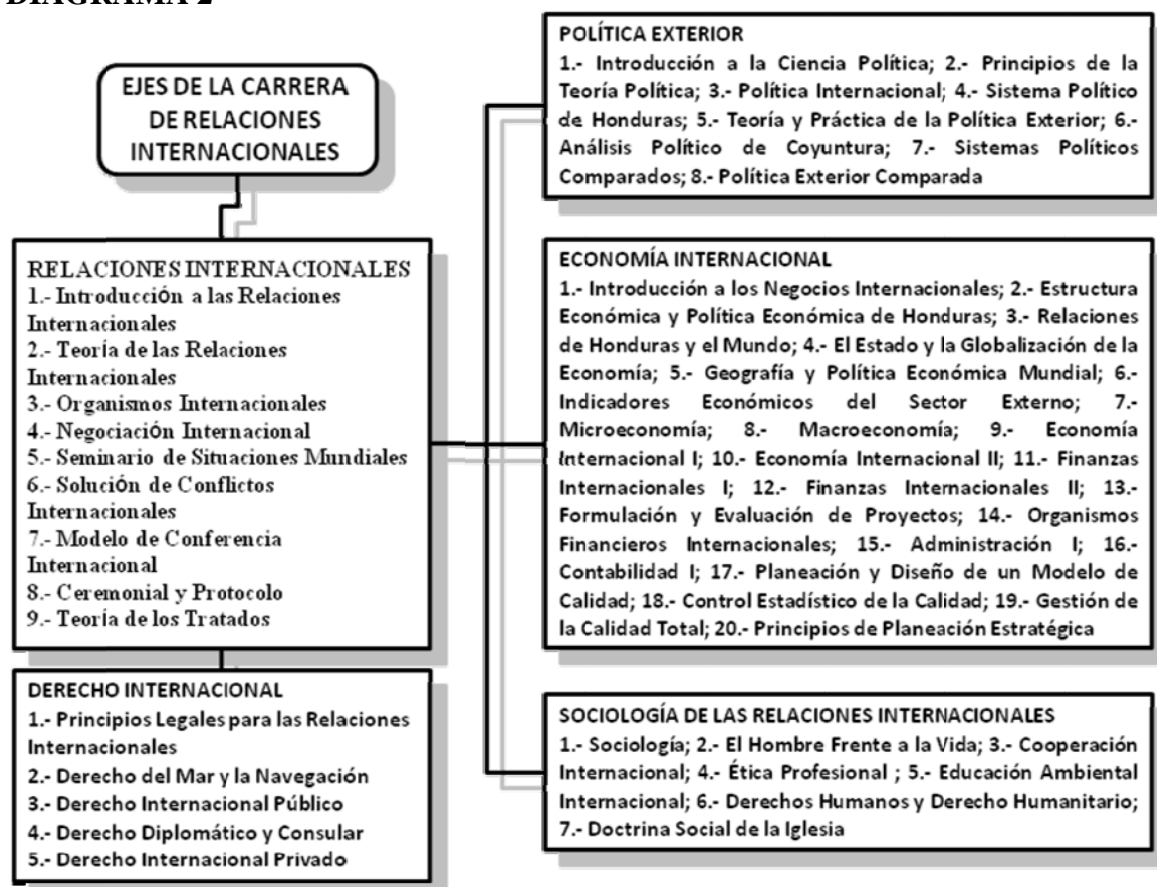 DIAGRAMA 2
EJES DE LA CARRERA
DE RELACIONES
INTERNACIONALES
RELACIONES INTERNACIONALES
1.- Introducción a las Relaciones
Internacionales
2.- Teoría de las Relaciones
Internacionales
3.- Organismos Internacionales
4.- Negociación Internacional
5.- Seminario de Situaciones Mundiales
6.- Solución de Conflictos
Internacionales
7.- Modelo de Conferencia
Internacional
8.- Ceremonial y Protocolo
9.- Teoría de los Tratados
DERECHO INTERNACIONAL
1.- Principios Legales para las Relaciones
Internacionales
2.- Derecho del Mar y la Navegación
3.- Derecho Internacional Público
4.- Derecho Diplomático y Consular
5.- Derecho Internacional Privado
POLÍTICA EXTERIOR
1.- Introducción a la Ciencia Política; 2.- Principios de la
Teoría Política; 3.- Política Internacional; 4.- Sistema Político
de Honduras; 5.- Teoría y Práctica de la Política Exterior; 6.-
Análisis Político de Coyuntura; 7.- Sistemas Políticos
Comparados; 8.- Política Exterior Comparada
ECONOMÍA INTERNACIONAL
1.- Introducción a los Negocios Internacionales; 2.- Estructura
Económica y Política Económica de Honduras; 3.- Relaciones
de Honduras y el Mundo; 4.- El Estado y la Globalización de la
Economía; 5.- Geografía y Política Económica Mundial; 6.-
Indicadores Económicos del Sector Externo; 7.-
Microeconomía; 8.- Macroeconomía; 9.- Economía
Internacional I; 10.- Economía Internacional II; 11.- Finanzas
Internacionales I; 12.- Finanzas Internacionales II; 13.-
Formulación y Evaluación de Proyectos; 14.- Organismos
Financieros Internacionales; 15.- Administración I; 16.-
Contabilidad I; 17.- Planeación y Diseño de un Modelo de
Calidad; 18.- Control Estadístico de la Calidad; 19.- Gestión de
la Calidad Total; 20.- Principios de Planeación Estratégica
SOCIOLOGÍA DE LAS RELACIONES INTERNACIONALES
1.- Sociología; 2.- El Hombre Frente a la Vida; 3.- Cooperación
Internacional; 4.- Ética Profesional ; 5.- Educación Ambiental
Internacional; 6.- Derechos Humanos y Derecho Humanitario;
7.- Doctrina Social de la Iglesia